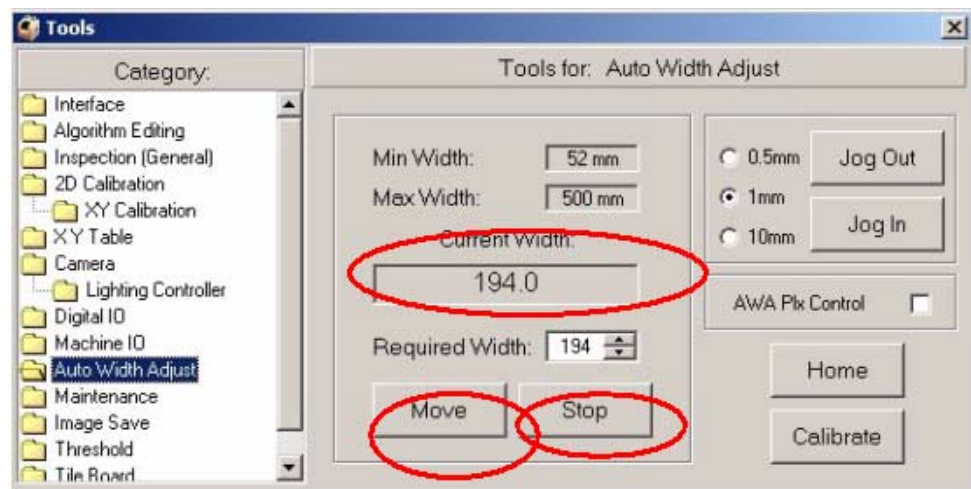 Tools
Category:
Interface
Algorithm Editing
Inspection (General)
2D Calibration
XY Calibration
XY Table
Camera
Lighting Controller
Digital IO
Machine IO
Auto Width Adjust
Maintenance
Image Save
Threshold
Tile Board
Tools for: Auto Width Adjust
Min Width: 52 mm
Max Width: 500 mm
Current Width:
194.0
Required Width: 194
Move Stop
0.5mm
1mm
10mm
Jog Out
Jog In
AWA Plx Control
Home
Calibrate